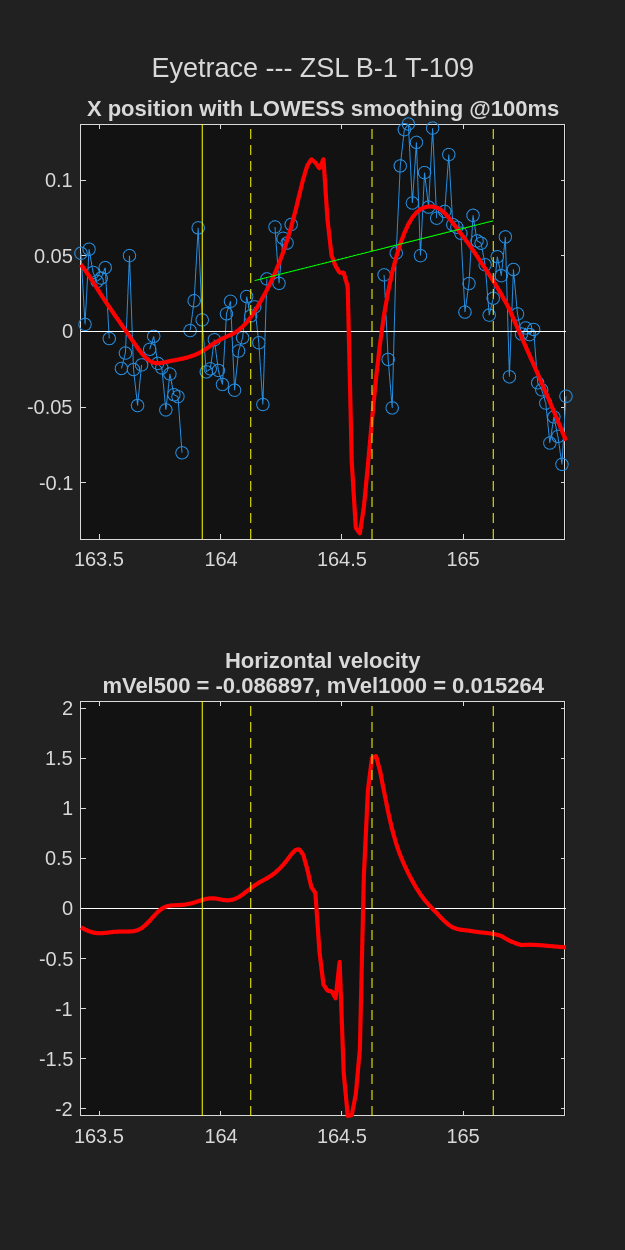 Eyetrace --- ZSL B-1 T-109
X position with LOWESS smoothing @100ms
0.1
0.05
0
-0.05
-0.1
163.5 164 164.5 165
Horizontal velocity
mVel500 = -0.086897, mVel1000 = 0.015264
2
1.5
1
0.5
0
-0.5
-1
-1.5
-2
163.5 164 164.5 165